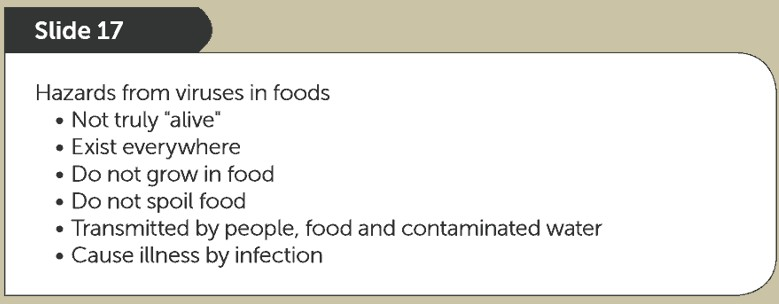 Slide 17
Hazards from viruses in foods
• Not truly "alive"
• Exist everywhere
• Do not grow in food
• Do not spoil food
• Transmitted by people, food and contaminated water
• Cause illness by infection